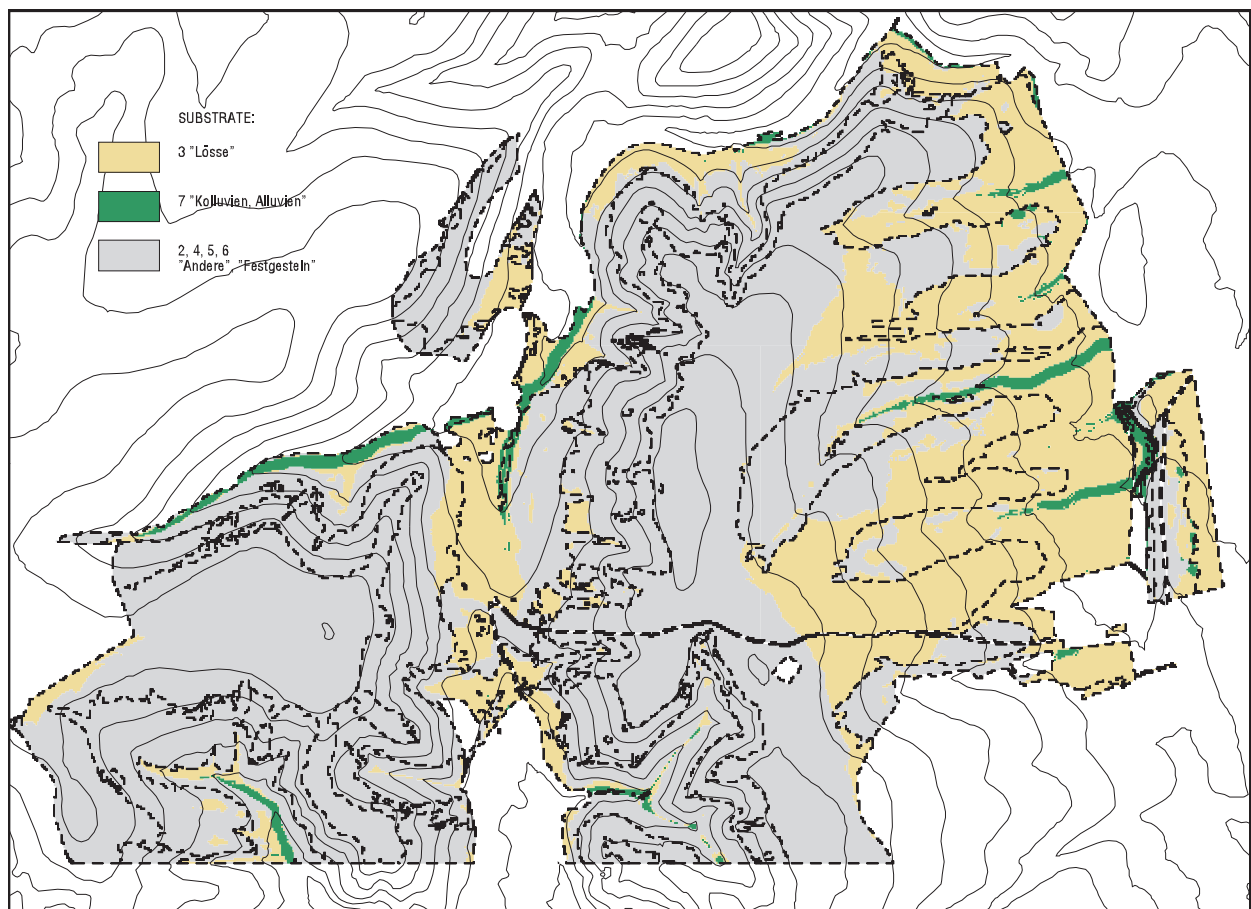 SUBSTRATE:
3 "Lösse"
7 "Kolluvien, Alluvien"
2, 4, 5, 6
"Andere", "Festgestein"